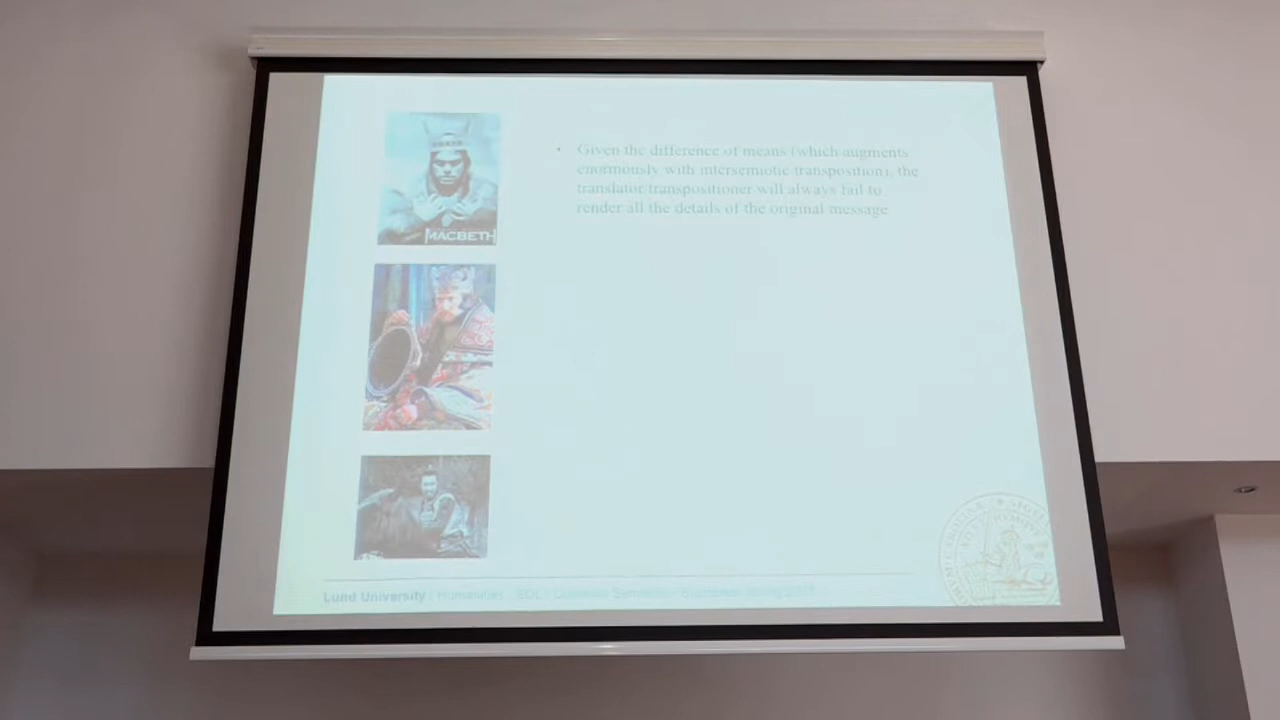 MACBETH
• Given the difference of means (which augments
enormously with intersemiotic transposition), the
translator/transpositioner will always fail to
render all the details of the original message
Lund University / Humanities